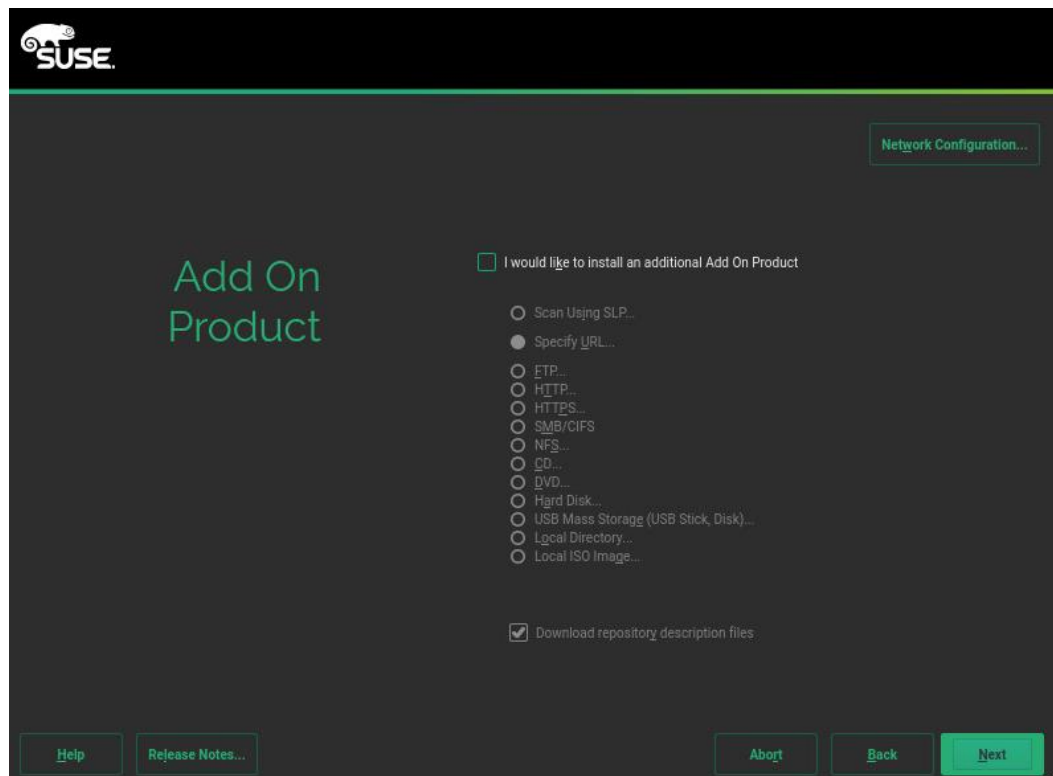 SUSE.
Network Configuration...
Add On
Product
I would like to install an additional Add On Product
Scan Using SLP...
Specify URL...
FTP...
HTTP...
HTTPS...
SMB/CIFS
NFS...
CD...
DVD...
Hard Disk...
USB Mass Storage (USB Stick, Disk)...
Local Directory...
Local ISO Image...
Download repository description files
Help
Release Notes...
Abort
Back
Next